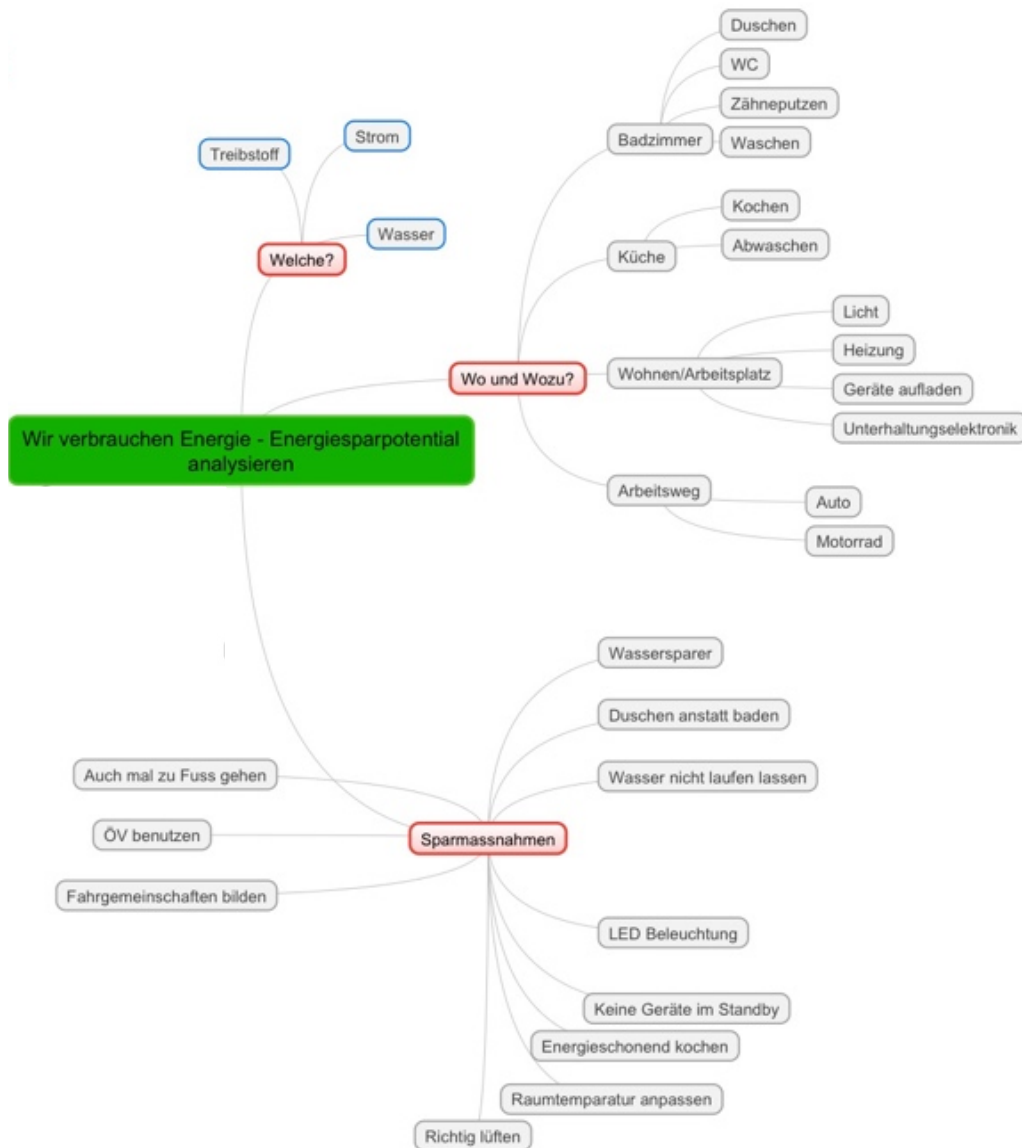 Duschen
WC
Zähneputzen
Badzimmer
Waschen
Strom
Treibstoff
Wasser
Welche?
Kochen
Küche
Abwaschen
Licht
Heizung
Wo und Wozu?
Wohnen/Arbeitsplatz
Geräte aufladen
Unterhaltungselektronik
Wir verbrauchen Energie - Energiesparpotential
analysieren
Arbeitsweg
Auto
Motorrad
Wassersparer
Duschen anstatt baden
Auch mal zu Fuss gehen
Wasser nicht laufen lassen
ÖV benutzen
Sparmassnahmen
Fahrgemeinschaften bilden
LED Beleuchtung
Keine Geräte im Standby
Energieschonend kochen
Raumtemperatur anpassen
Richtig lüften